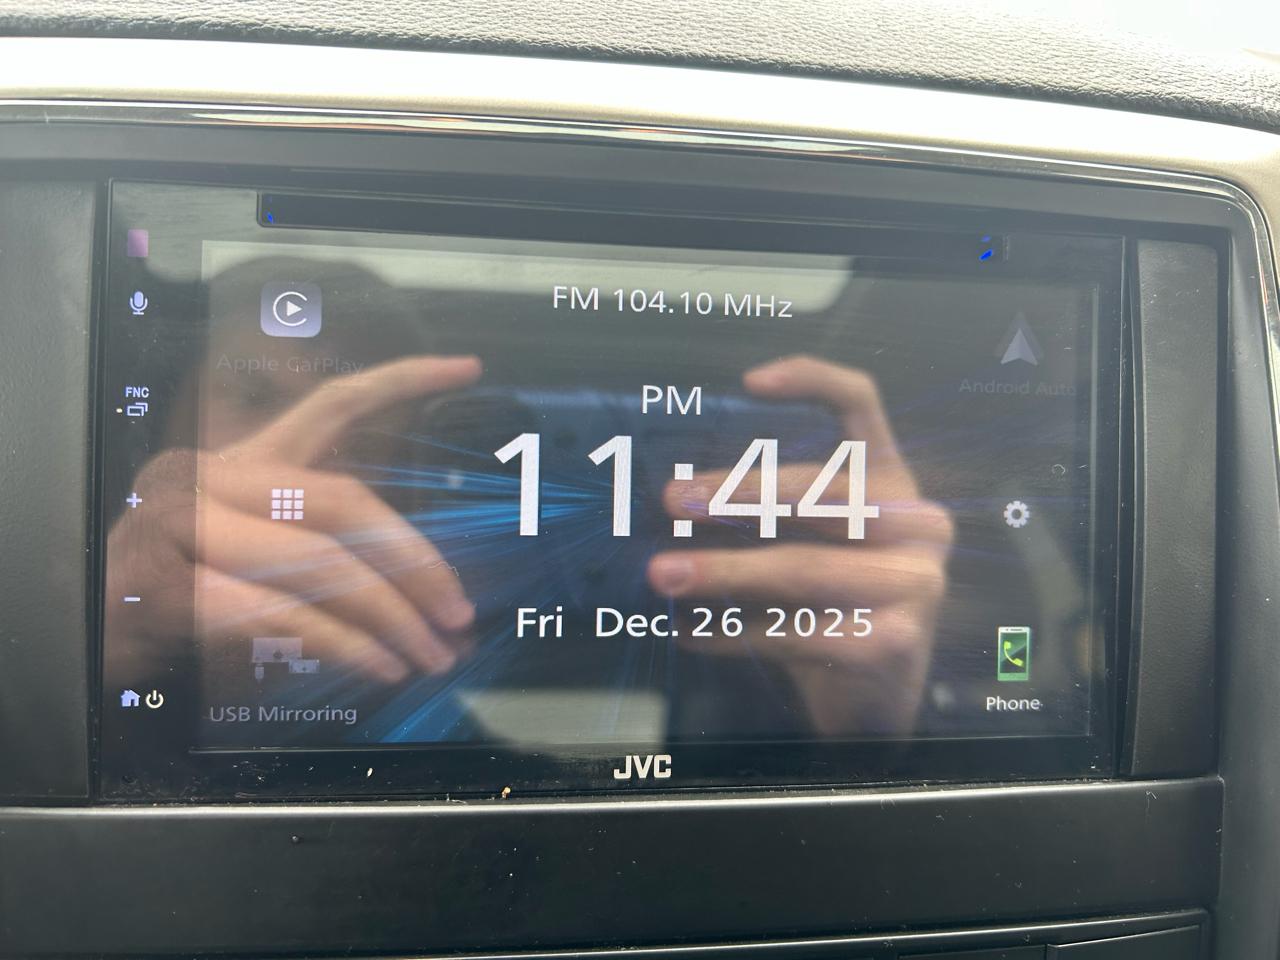 FM 104.10 MHz
Apple CarPlay
Android Auto
FNC
PM
11:44
Fri Dec. 26 2025
USB Mirroring
Phone
JVC